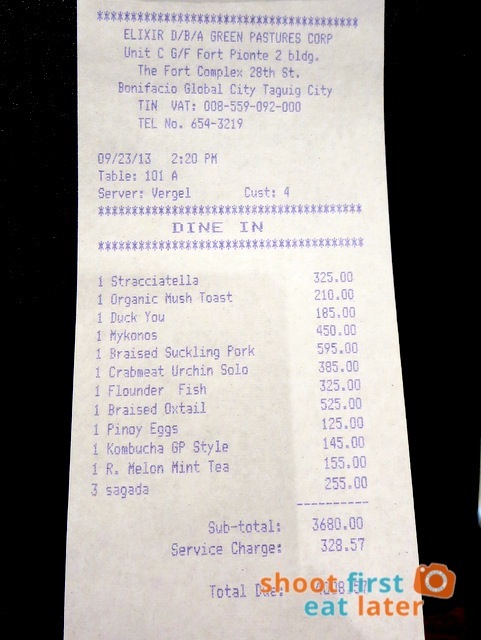 ****************************************
ELIXIR D/B/A GREEN PASTURES CORP
Unit C G/F Fort Pionte 2 bldg.
The Fort Complex 28th St.
Bonifacio Global City Taguig City
TIN VAT: 008-559-092-000
TEL No. 654-3219
09/23/13 2:20 PM
Table: 101 A
Server: Vergel Cust: 4
****************************************
DINE IN
****************************************
1 Stracciatella 325.00
1 Organic Mush Toast 210.00
1 Duck You 185.00
1 Mykonos 450.00
1 Braised Suckling Pork 595.00
1 Crabmeat Urchin Solo 385.00
1 Flounder Fish 325.00
1 Braised Oxtail 525.00
1 Pinoy Eggs 125.00
1 Kombucha GP Style 145.00
1 R. Melon Mint Tea 155.00
3 sagada 255.00
----------
Sub-total: 3680.00
Service Charge: 328.57
Total Due:
shoot first
eat later